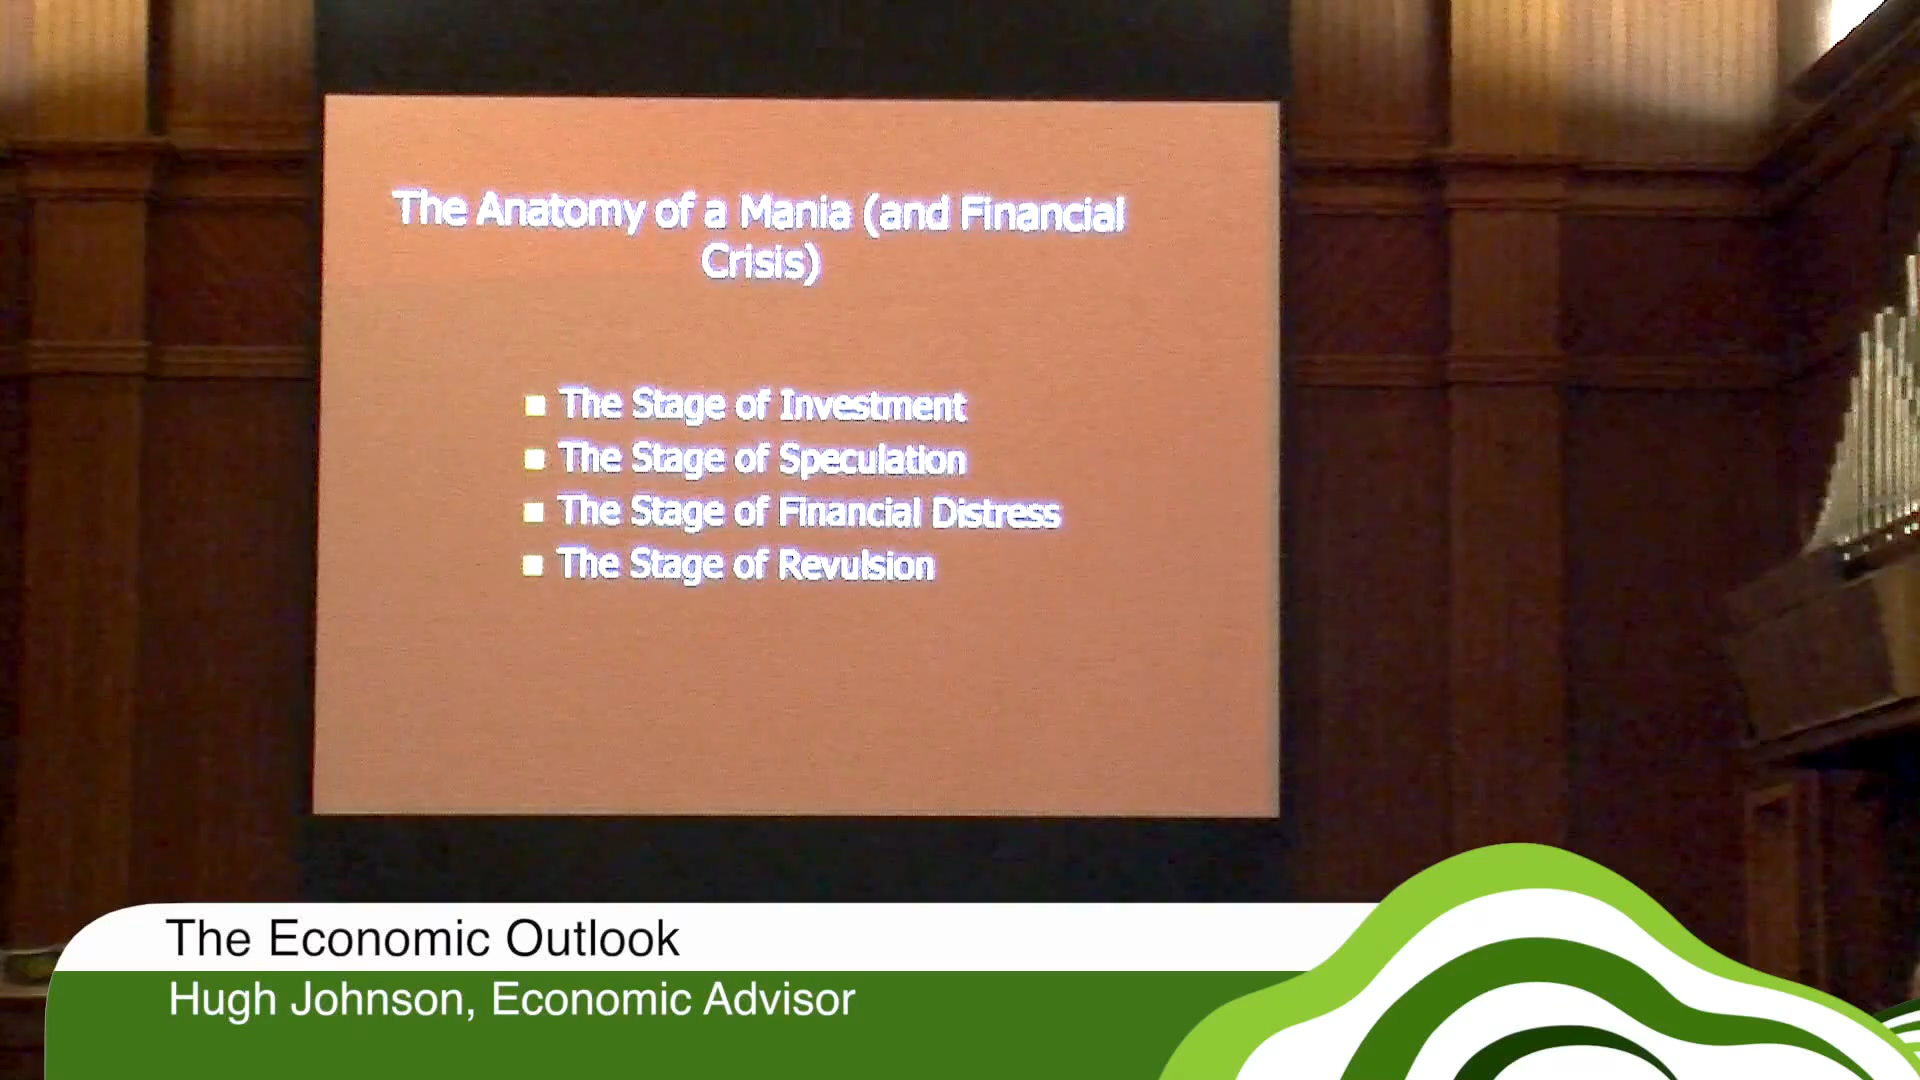 The Anatomy of a Mania (and Financial
Crisis)
The Stage of Investment
The Stage of Speculation
The Stage of Financial Distress
The Stage of Revulsion
The Economic Outlook
Hugh Johnson, Economic Advisor